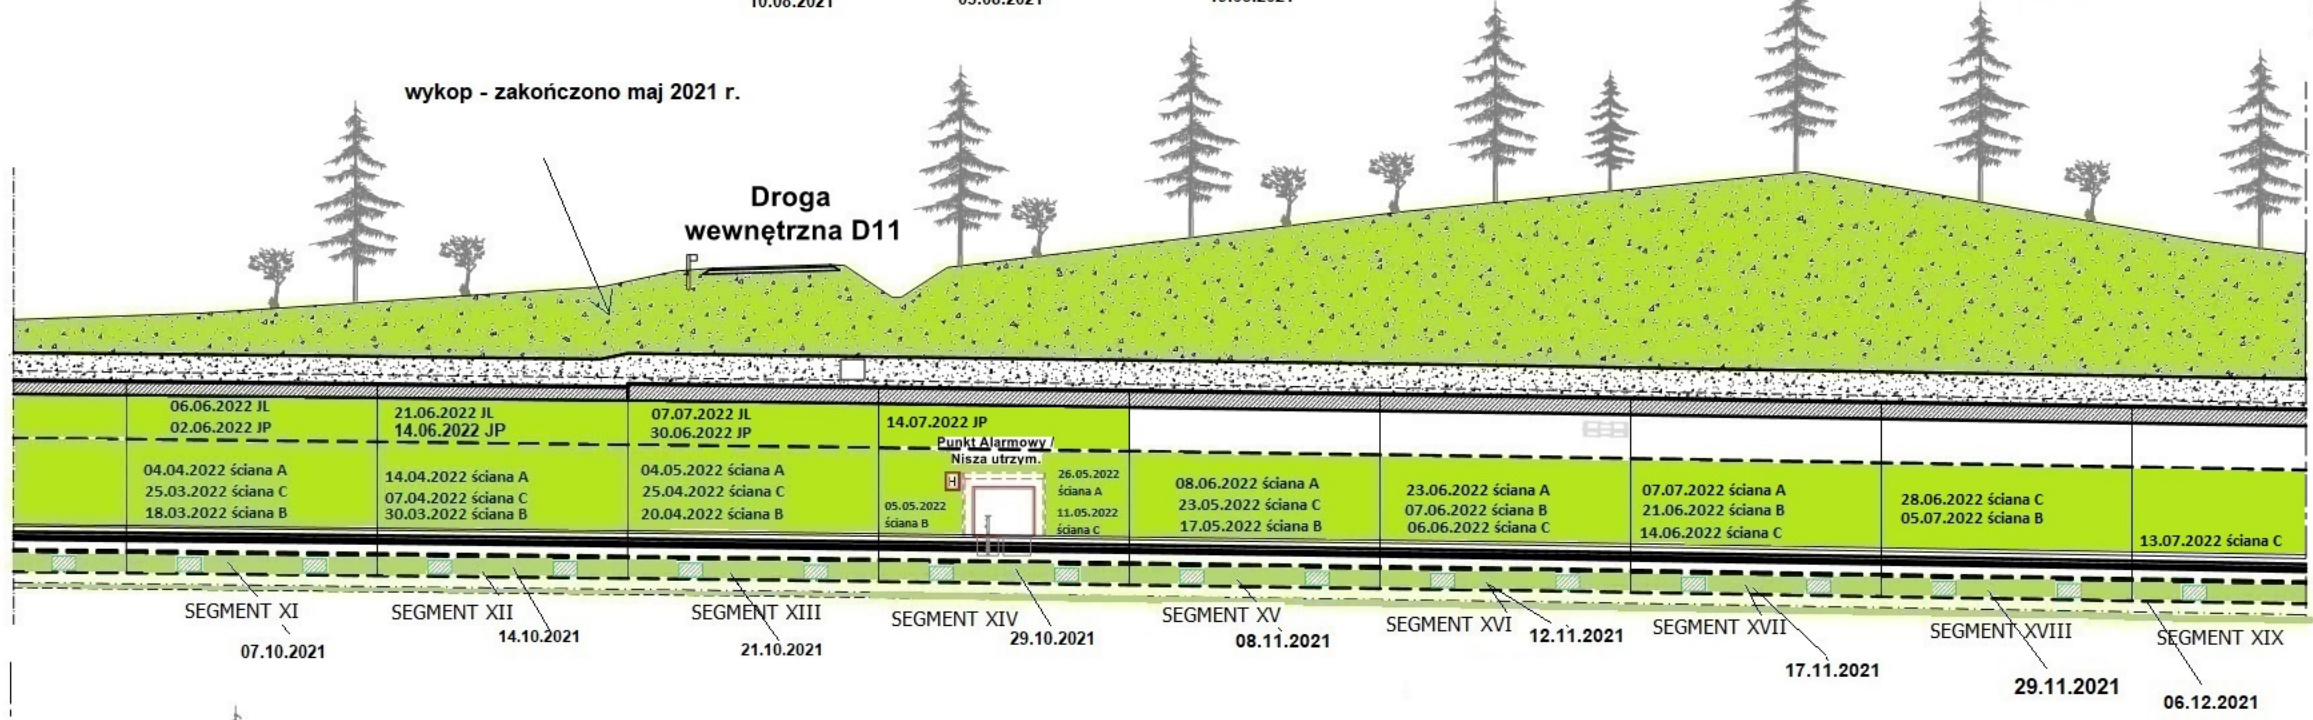 10.08.2021
wykop - zakończono maj 2021 r.
Droga
wewnętrzna D11
06.06.2022 JL
02.06.2022 JP
04.04.2022 ściana A
25.03.2022 ściana C
18.03.2022 ściana B
21.06.2022 JL
14.06.2022 JP
14.04.2022 ściana A
07.04.2022 ściana C
30.03.2022 ściana B
07.07.2022 JL
30.06.2022 JP
04.05.2022 ściana A
25.04.2022 ściana C
20.04.2022 ściana B
14.07.2022 JP
Punkt Alarmowy /
Nisza utrzym.
H
05.05.2022
ściana B
26.05.2022
ściana A
11.05.2022
ściana C
08.06.2022 ściana A
23.05.2022 ściana C
17.05.2022 ściana B
23.06.2022 ściana A
07.06.2022 ściana B
06.06.2022 ściana C
07.07.2022 ściana A
21.06.2022 ściana B
14.06.2022 ściana C
28.06.2022 ściana C
05.07.2022 ściana B
13.07.2022 ściana C
SEGMENT XI
07.10.2021
SEGMENT XII
14.10.2021
SEGMENT XIII
21.10.2021
SEGMENT XIV
29.10.2021
SEGMENT XV
08.11.2021
SEGMENT XVI
12.11.2021
SEGMENT XVII
17.11.2021
SEGMENT XVIII
29.11.2021
SEGMENT XIX
06.12.2021